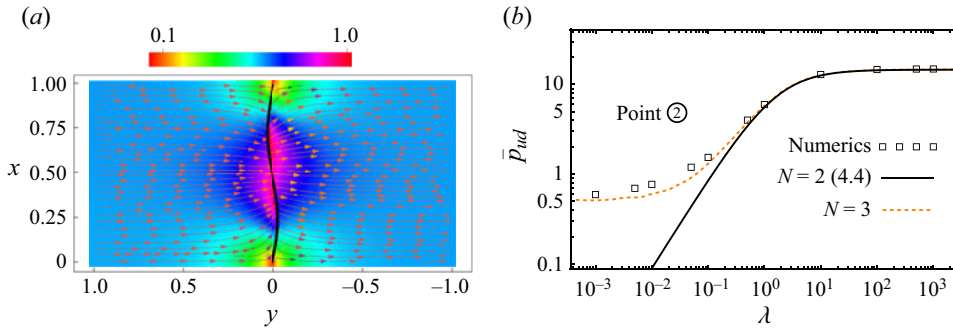 (a)
0.1 1.0
1.00
0.75
x 0.50
0.25
0
1.0 0.5 0 –0.5 –1.0
y
(b)
10
5
Point ②
p̄ud
1
0.5
0.1
Numerics
N = 2 (4.4)
N = 3
10⁻³ 10⁻² 10⁻¹ 10⁰ 10¹ 10² 10³
λ